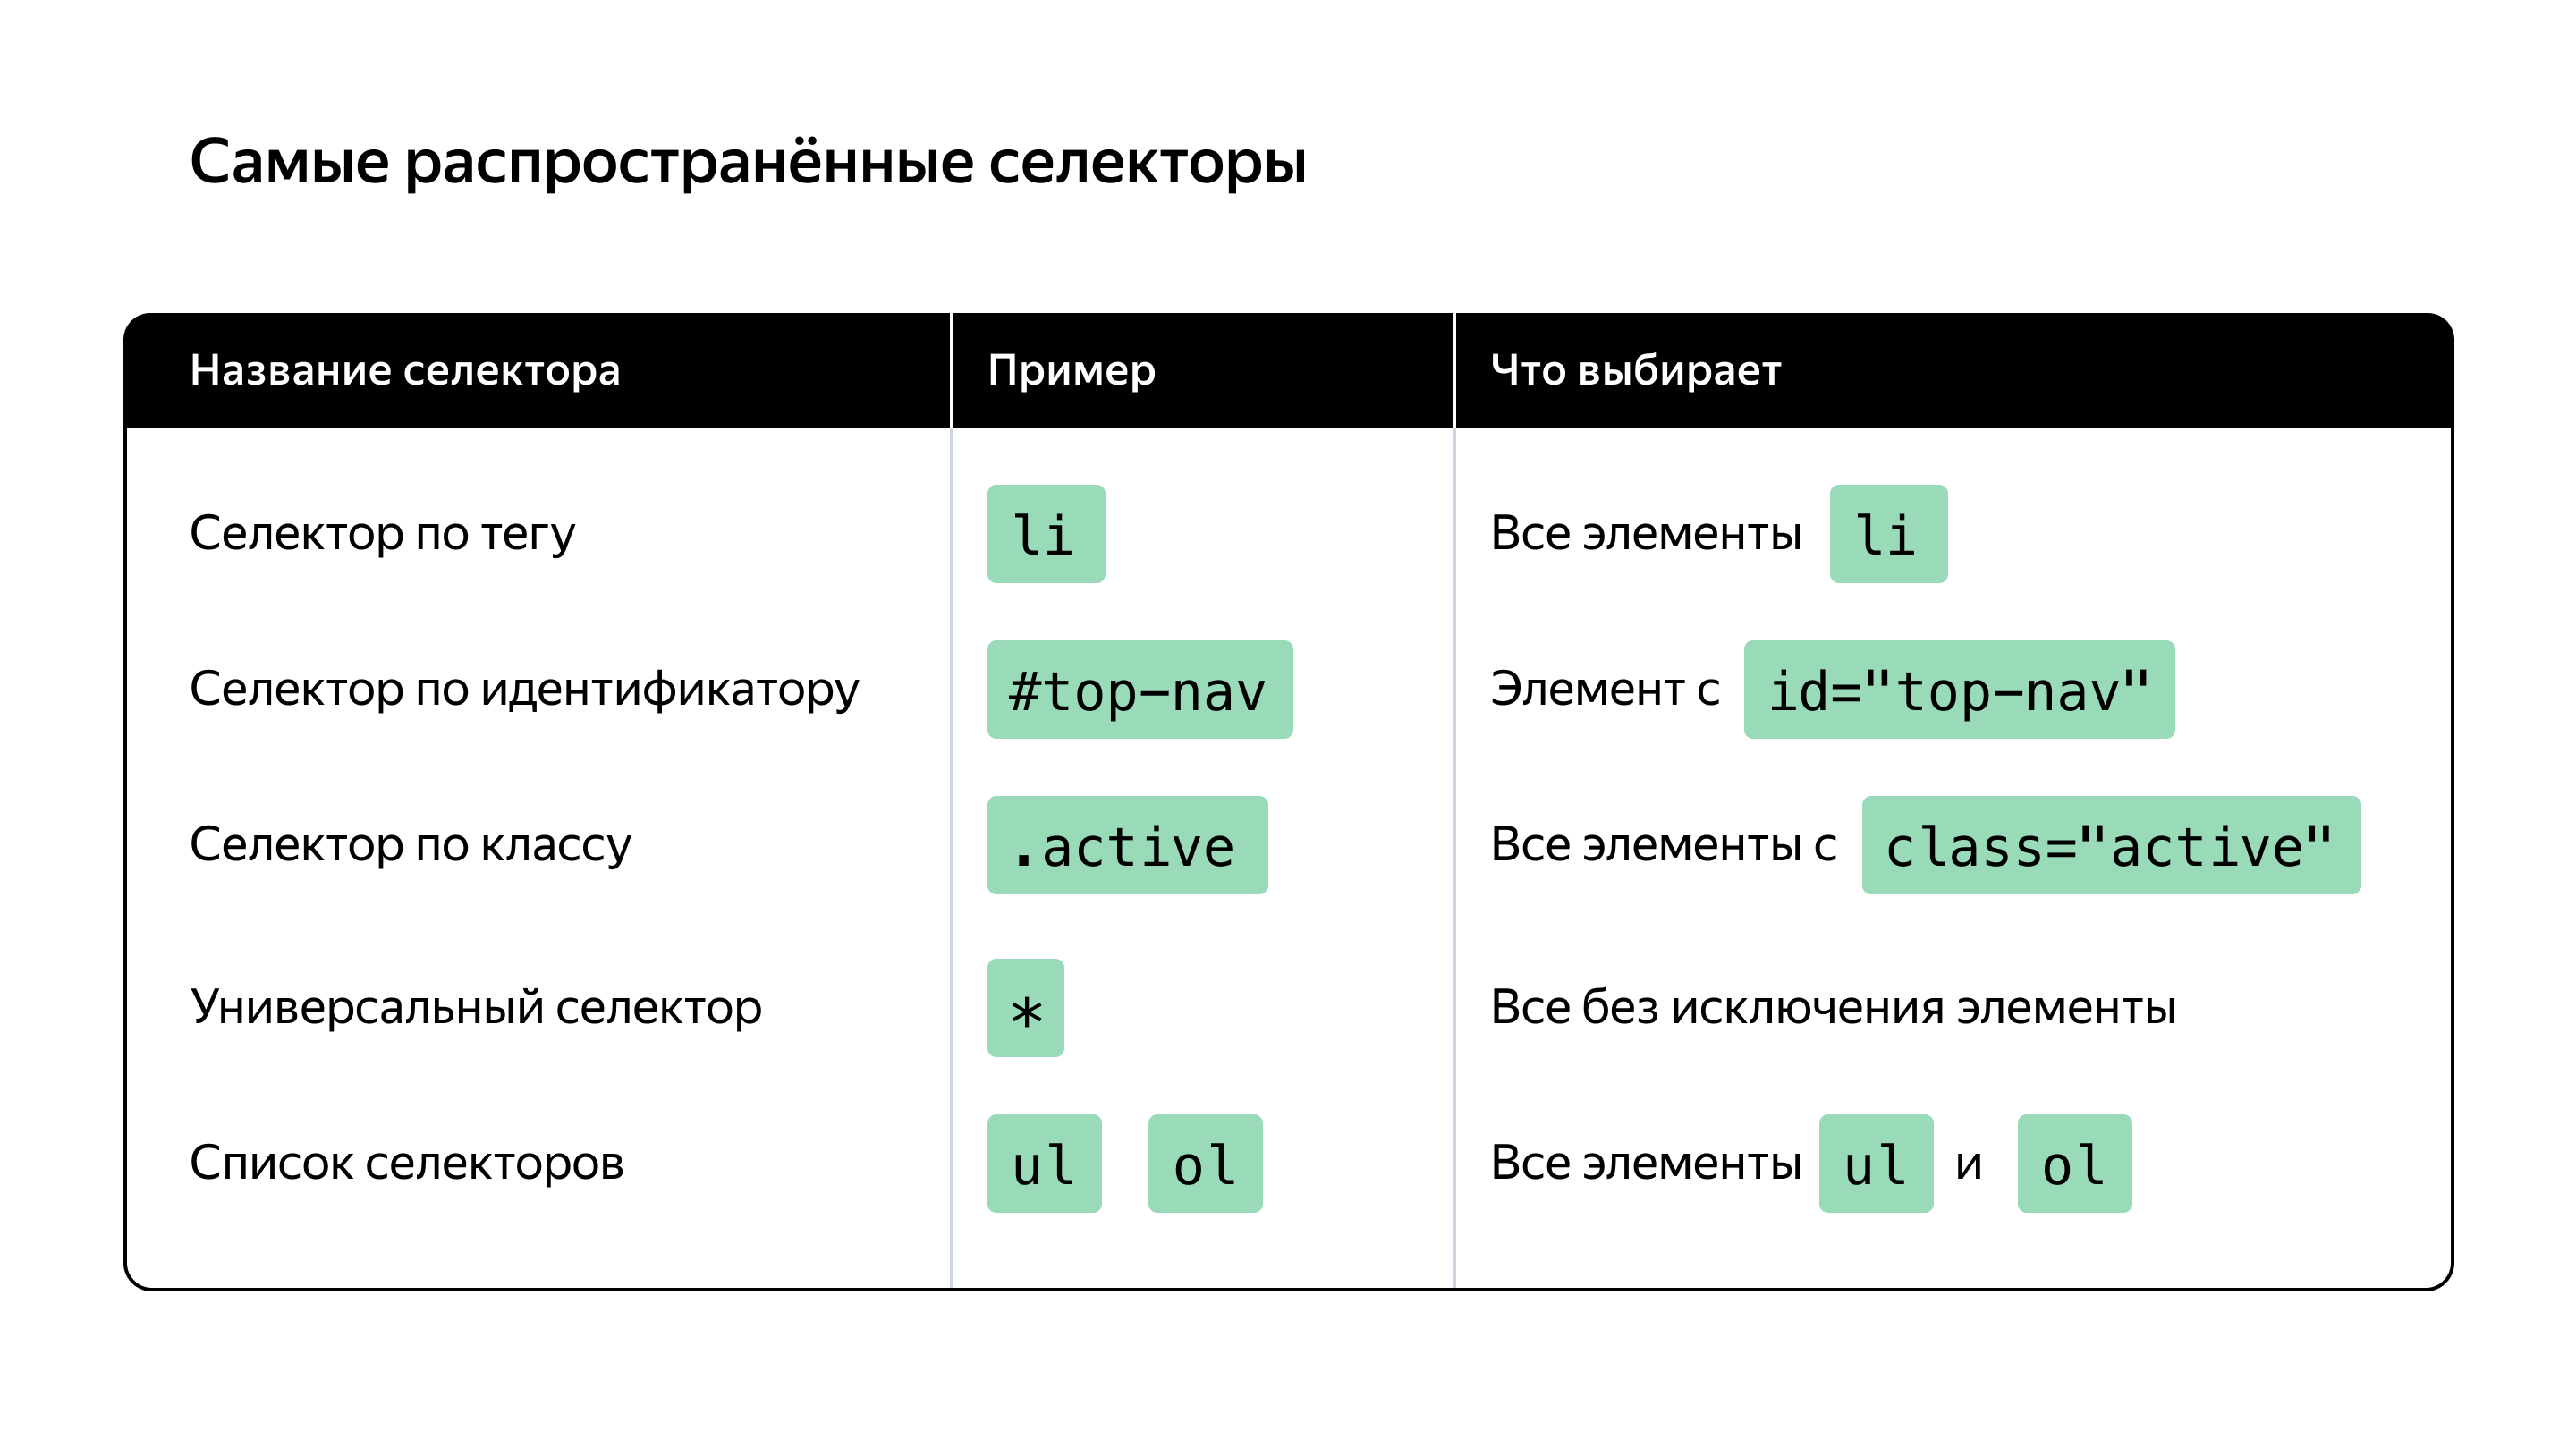 Самые распространённые селекторы
Название селектора Пример Что выбирает
Селектор по тегу li Все элементы li
Селектор по идентификатору #top-nav Элемент с id="top-nav"
Селектор по классу .active Все элементы с class="active"
Универсальный селектор * Все без исключения элементы
Список селекторов ul ol Все элементы ul и ol